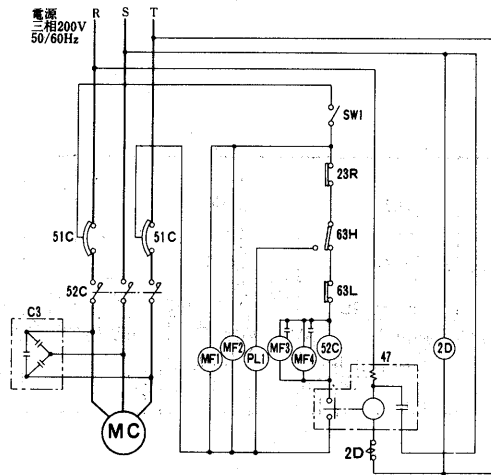 電源
三相200V
50/60Hz
R
S
T
SW1
23R
51C
51C
63H
63L
52C
C3
MF1
MF2
PL1
MF3
MF4
52C
47
2D
MC
2D